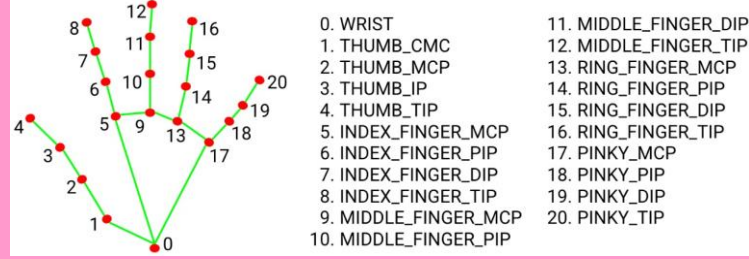 12
8
16
11
7
15
20
10
6
14
19
4
5
9
13
18
3
17
2
1
0
0. WRIST
1. THUMB_CMC
2. THUMB_MCP
3. THUMB_IP
4. THUMB_TIP
5. INDEX_FINGER_MCP
6. INDEX_FINGER_PIP
7. INDEX_FINGER_DIP
8. INDEX_FINGER_TIP
9. MIDDLE_FINGER_MCP
10. MIDDLE_FINGER_PIP
11. MIDDLE_FINGER_DIP
12. MIDDLE_FINGER_TIP
13. RING_FINGER_MCP
14. RING_FINGER_PIP
15. RING_FINGER_DIP
16. RING_FINGER_TIP
17. PINKY_MCP
18. PINKY_PIP
19. PINKY_DIP
20. PINKY_TIP